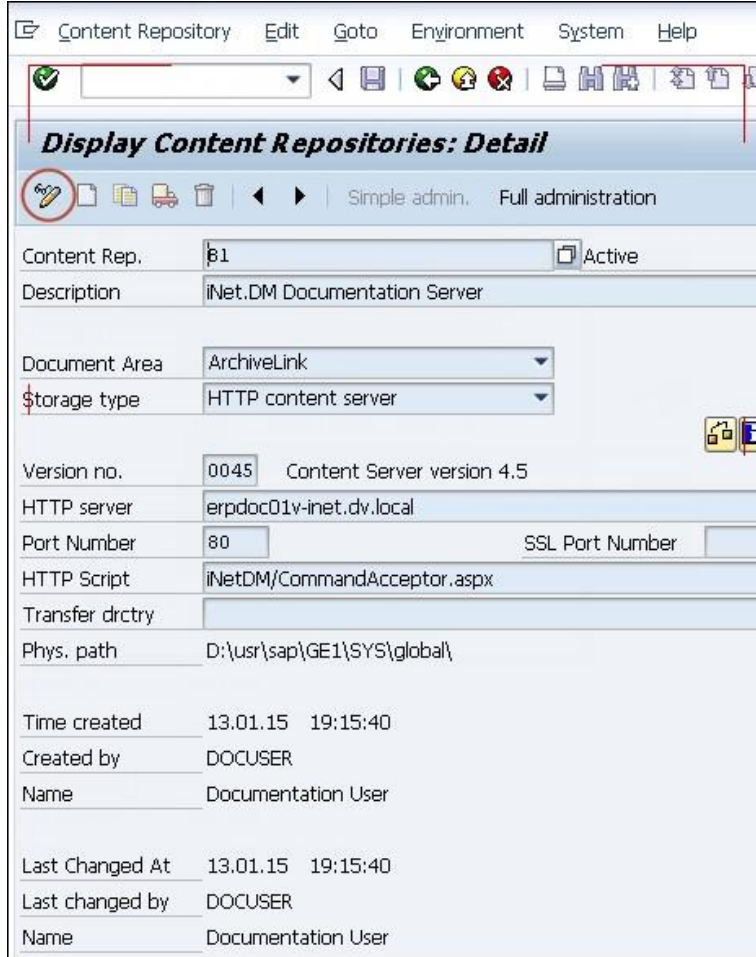 Content Repository Edit Goto Environment System Help
Display Content Repositories: Detail
Simple admin. Full administration
Content Rep. B1 Active
Description iNet.DM Documentation Server
Document Area ArchiveLink
Storage type HTTP content server
Version no. 0045 Content Server version 4.5
HTTP server erpdoc01v-inet.dv.local
Port Number 80 SSL Port Number
HTTP Script iNetDM/CommandAcceptor.aspx
Transfer drctry
Phys. path D:\usr\sap\GE1\SYS\global\
Time created 13.01.15 19:15:40
Created by DOCUSER
Name Documentation User
Last Changed At 13.01.15 19:15:40
Last changed by DOCUSER
Name Documentation User